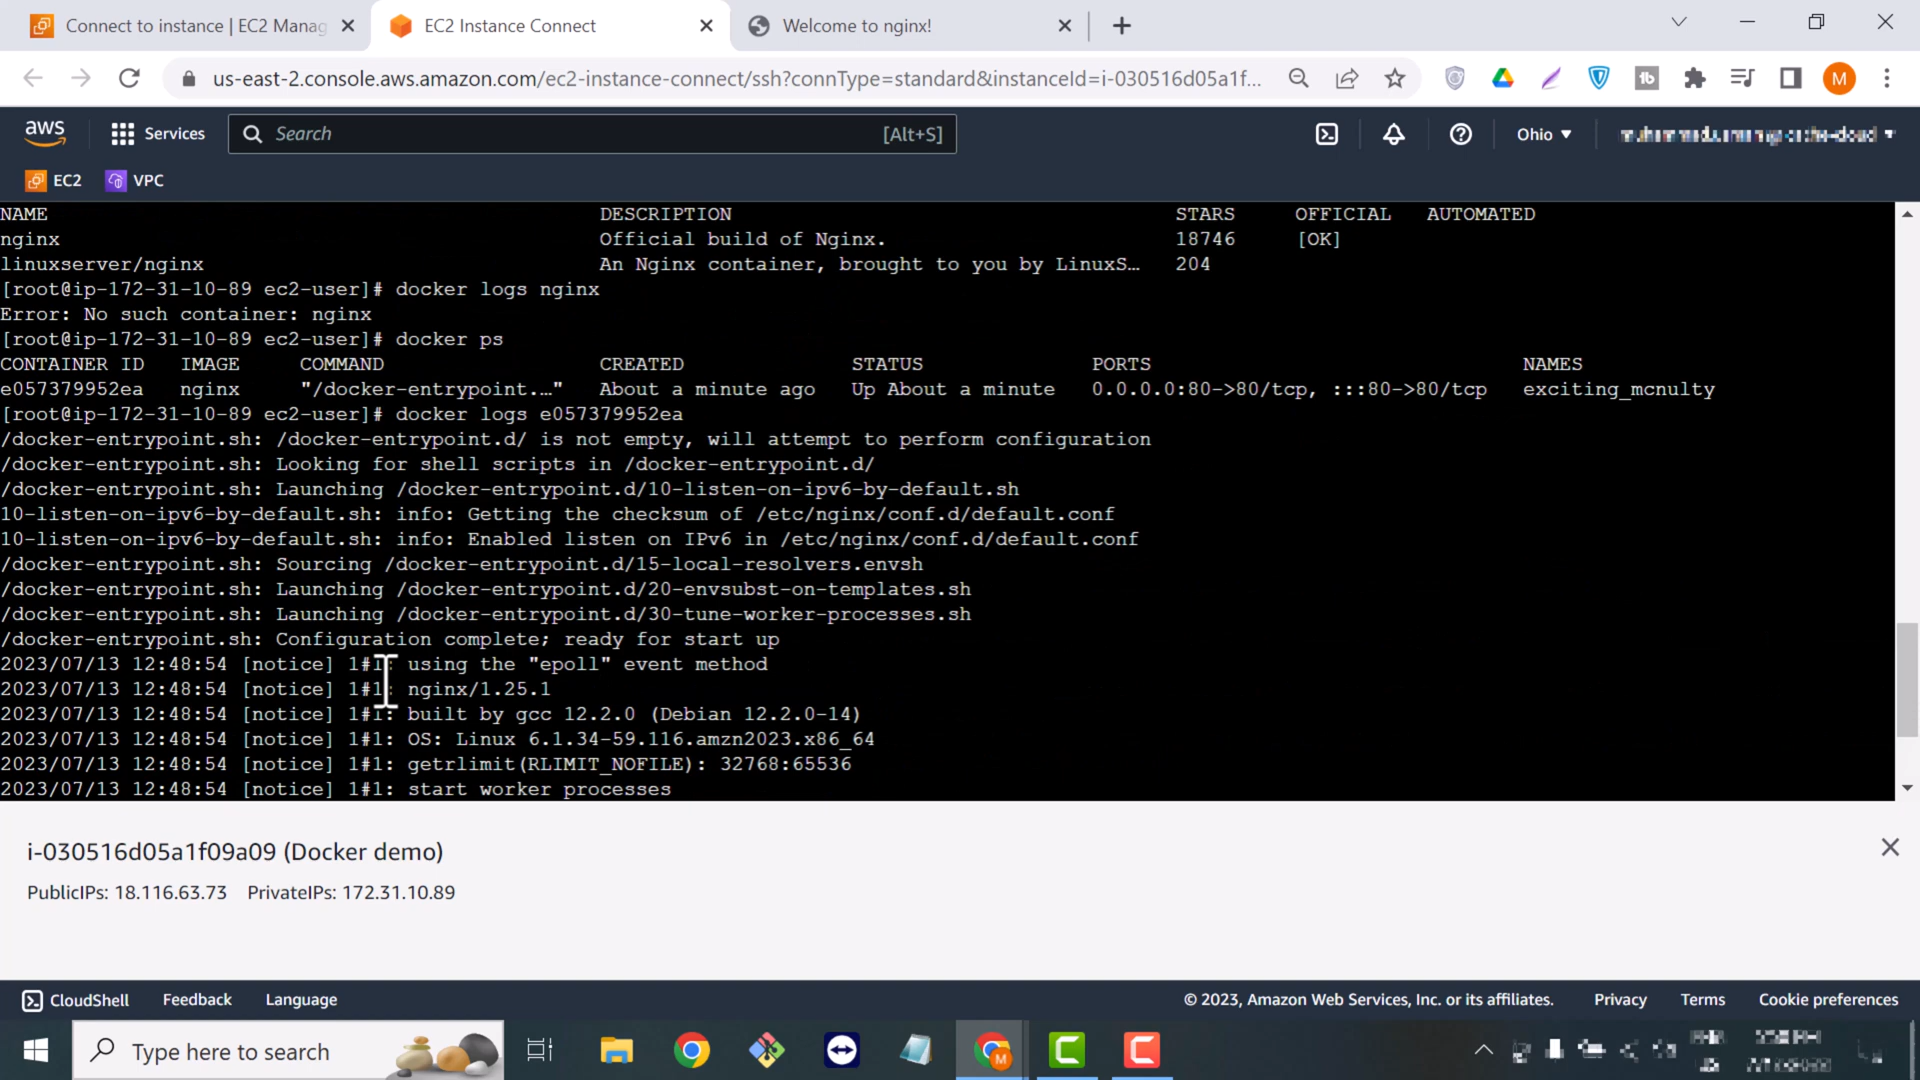 Connect to instance | EC2 Manag
EC2 Instance Connect
Welcome to nginx!
us-east-2.console.aws.amazon.com/ec2-instance-connect/ssh?connType=standard&instanceId=i-030516d05a1f...
tb
M
aws
Services
Search
[Alt+S]
Ohio
EC2
VPC
NAME DESCRIPTION STARS OFFICIAL AUTOMATED
nginx Official build of Nginx. 18746 [OK]
linuxserver/nginx An Nginx container, brought to you by LinuxS… 204
[root@ip-172-31-10-89 ec2-user]# docker logs nginx
Error: No such container: nginx
[root@ip-172-31-10-89 ec2-user]# docker ps
CONTAINER ID IMAGE COMMAND CREATED STATUS PORTS NAMES
e057379952ea nginx "/docker-entrypoint.…" About a minute ago Up About a minute 0.0.0.0:80->80/tcp, :::80->80/tcp exciting_mcnulty
[root@ip-172-31-10-89 ec2-user]# docker logs e057379952ea
/docker-entrypoint.sh: /docker-entrypoint.d/ is not empty, will attempt to perform configuration
/docker-entrypoint.sh: Looking for shell scripts in /docker-entrypoint.d/
/docker-entrypoint.sh: Launching /docker-entrypoint.d/10-listen-on-ipv6-by-default.sh
10-listen-on-ipv6-by-default.sh: info: Getting the checksum of /etc/nginx/conf.d/default.conf
10-listen-on-ipv6-by-default.sh: info: Enabled listen on IPv6 in /etc/nginx/conf.d/default.conf
/docker-entrypoint.sh: Sourcing /docker-entrypoint.d/15-local-resolvers.envsh
/docker-entrypoint.sh: Launching /docker-entrypoint.d/20-envsubst-on-templates.sh
/docker-entrypoint.sh: Launching /docker-entrypoint.d/30-tune-worker-processes.sh
/docker-entrypoint.sh: Configuration complete; ready for start up
2023/07/13 12:48:54 [notice] 1#1: using the "epoll" event method
2023/07/13 12:48:54 [notice] 1#1: nginx/1.25.1
2023/07/13 12:48:54 [notice] 1#1: built by gcc 12.2.0 (Debian 12.2.0-14)
2023/07/13 12:48:54 [notice] 1#1: OS: Linux 6.1.34-59.116.amzn2023.x86_64
2023/07/13 12:48:54 [notice] 1#1: getrlimit(RLIMIT_NOFILE): 32768:65536
2023/07/13 12:48:54 [notice] 1#1: start worker processes
i-030516d05a1f09a09 (Docker demo)
PublicIPs: 18.116.63.73 PrivateIPs: 172.31.10.89
CloudShell
Feedback
Language
© 2023, Amazon Web Services, Inc. or its affiliates.
Privacy
Terms
Cookie preferences
Type here to search
M